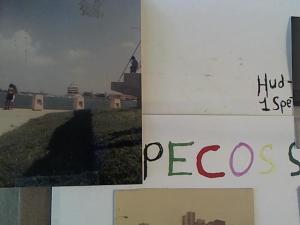 Hud-
1 Spe
PECOS S